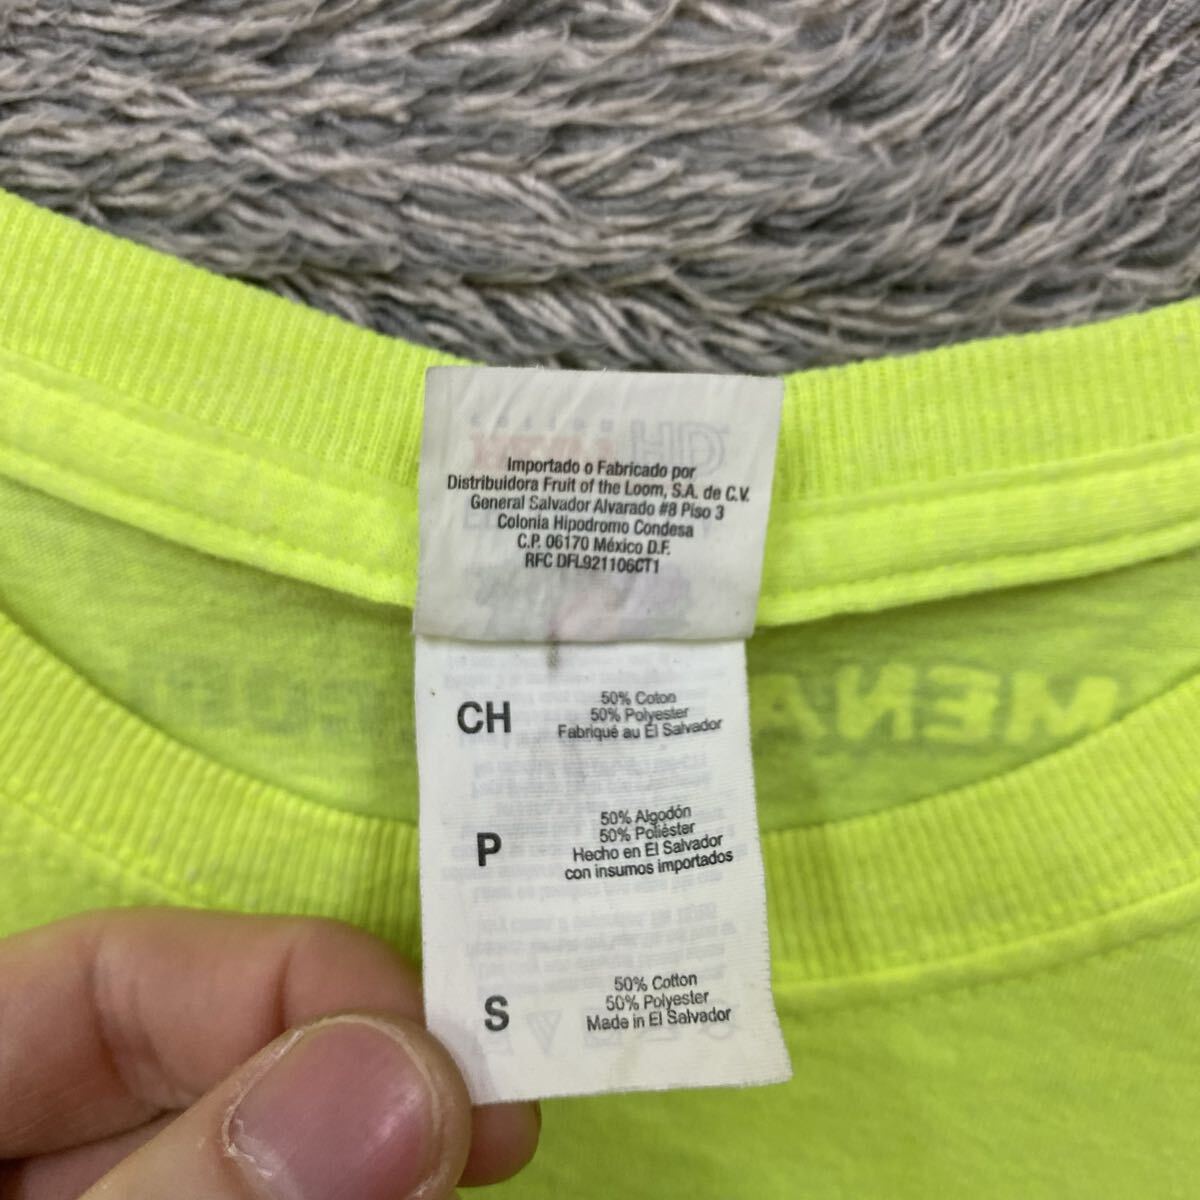 Importado o Fabricado por
Distribuidora Fruit of the Loom, S.A. de C.V.
General Salvador Alvarado #8 Piso 3
Colonia Hipodromo Condesa
C.P. 06170 México D.F.
RFC DFL921106CT1
CH
50% Coton
50% Polyester
Fabriqué au El Salvador
P
50% Algodón
50% Poliéster
Hecho en El Salvador
con insumos importados
S
50% Cotton
50% Polyester
Made in El Salvador